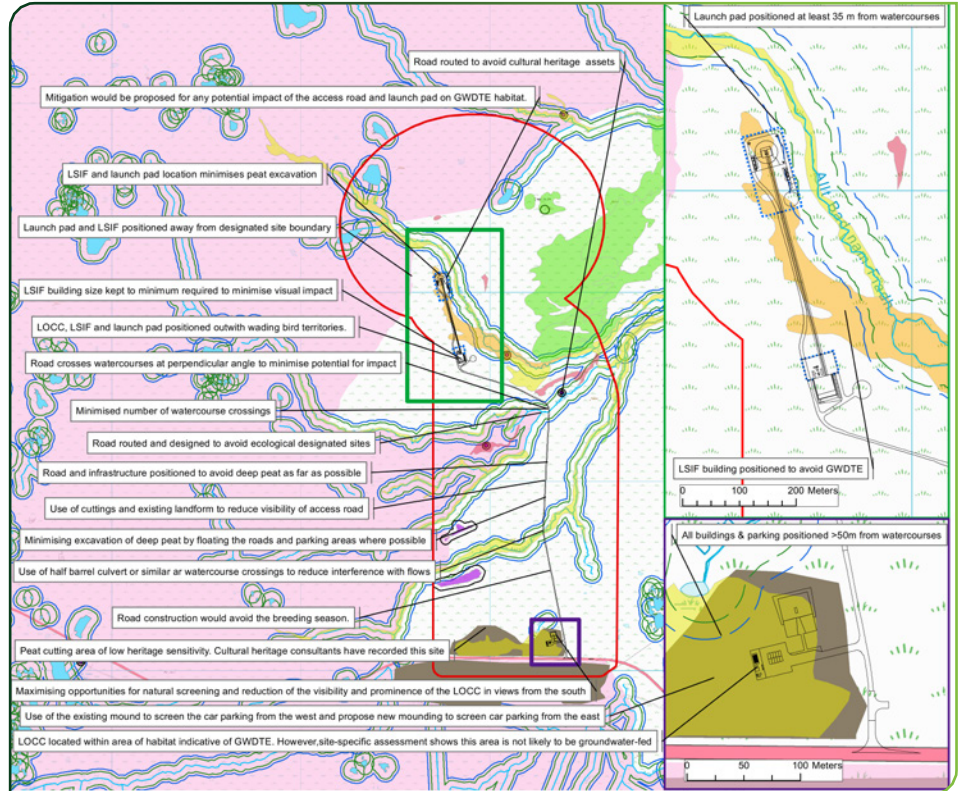 Launch pad positioned at least 35 m from watercourses
Road routed to avoid cultural heritage assets
Mitigation would be proposed for any potential impact of the access road and launch pad on GWDTE habitat.
LSIF and launch pad location minimises peat excavation
Launch pad and LSIF positioned away from designated site boundary
LSIF building size kept to minimum required to minimise visual impact
LOCC, LSIF and launch pad positioned outwith wading bird territories.
Road crosses watercourses at perpendicular angle to minimise potential for impact
Minimised number of watercourse crossings
Road routed and designed to avoid ecological designated sites
Road and infrastructure positioned to avoid deep peat as far as possible
Use of cuttings and existing landform to reduce visibility of access road
Minimising excavation of deep peat by floating the roads and parking areas where possible
Use of half barrel culvert or similar ar watercourse crossings to reduce interference with flows
Road construction would avoid the breeding season.
Peat cutting area of low heritage sensitivity. Cultural heritage consultants have recorded this site
Maximising opportunities for natural screening and reduction of the visibility and prominence of the LOCC in views from the south
Use of the existing mound to screen the car parking from the west and propose new mounding to screen car parking from the east
LOCC located within area of habitat indicative of GWDTE. However,site-specific assessment shows this area is not likely to be groundwater-fed
Allt
LSIF building positioned to avoid GWDTE
0 100 200 Meters
All buildings & parking positioned >50m from watercourses
0 50 100 Meters